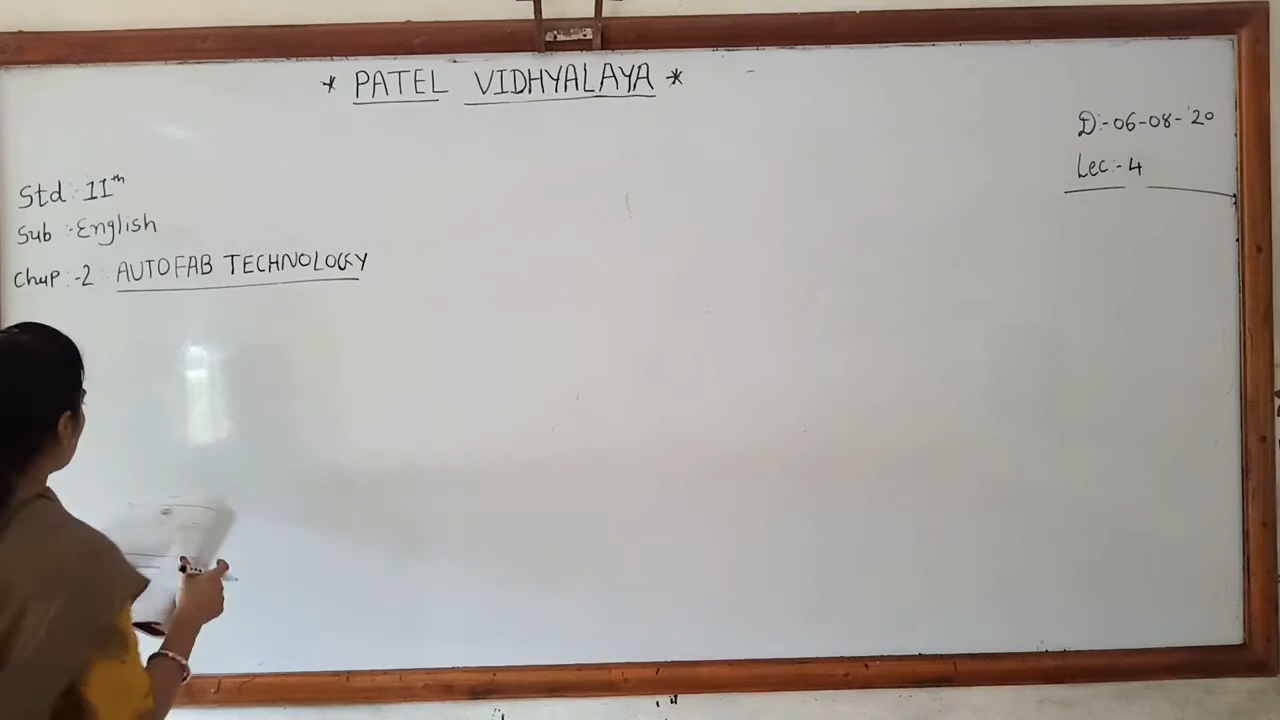 * PATEL VIDHYALAYA *
D:-06-08-'20
Lec:-4
Std:-11th
Sub:-English
Chap:-2: AUTOFAB TECHNOLOGY